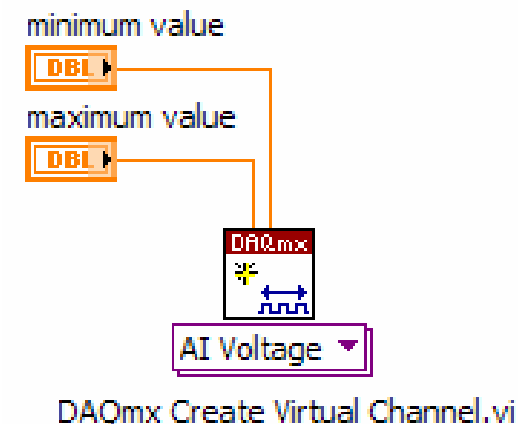 minimum value
DBL
maximum value
DBL
DAQmx
AI Voltage
DAQmx Create Virtual Channel.vi